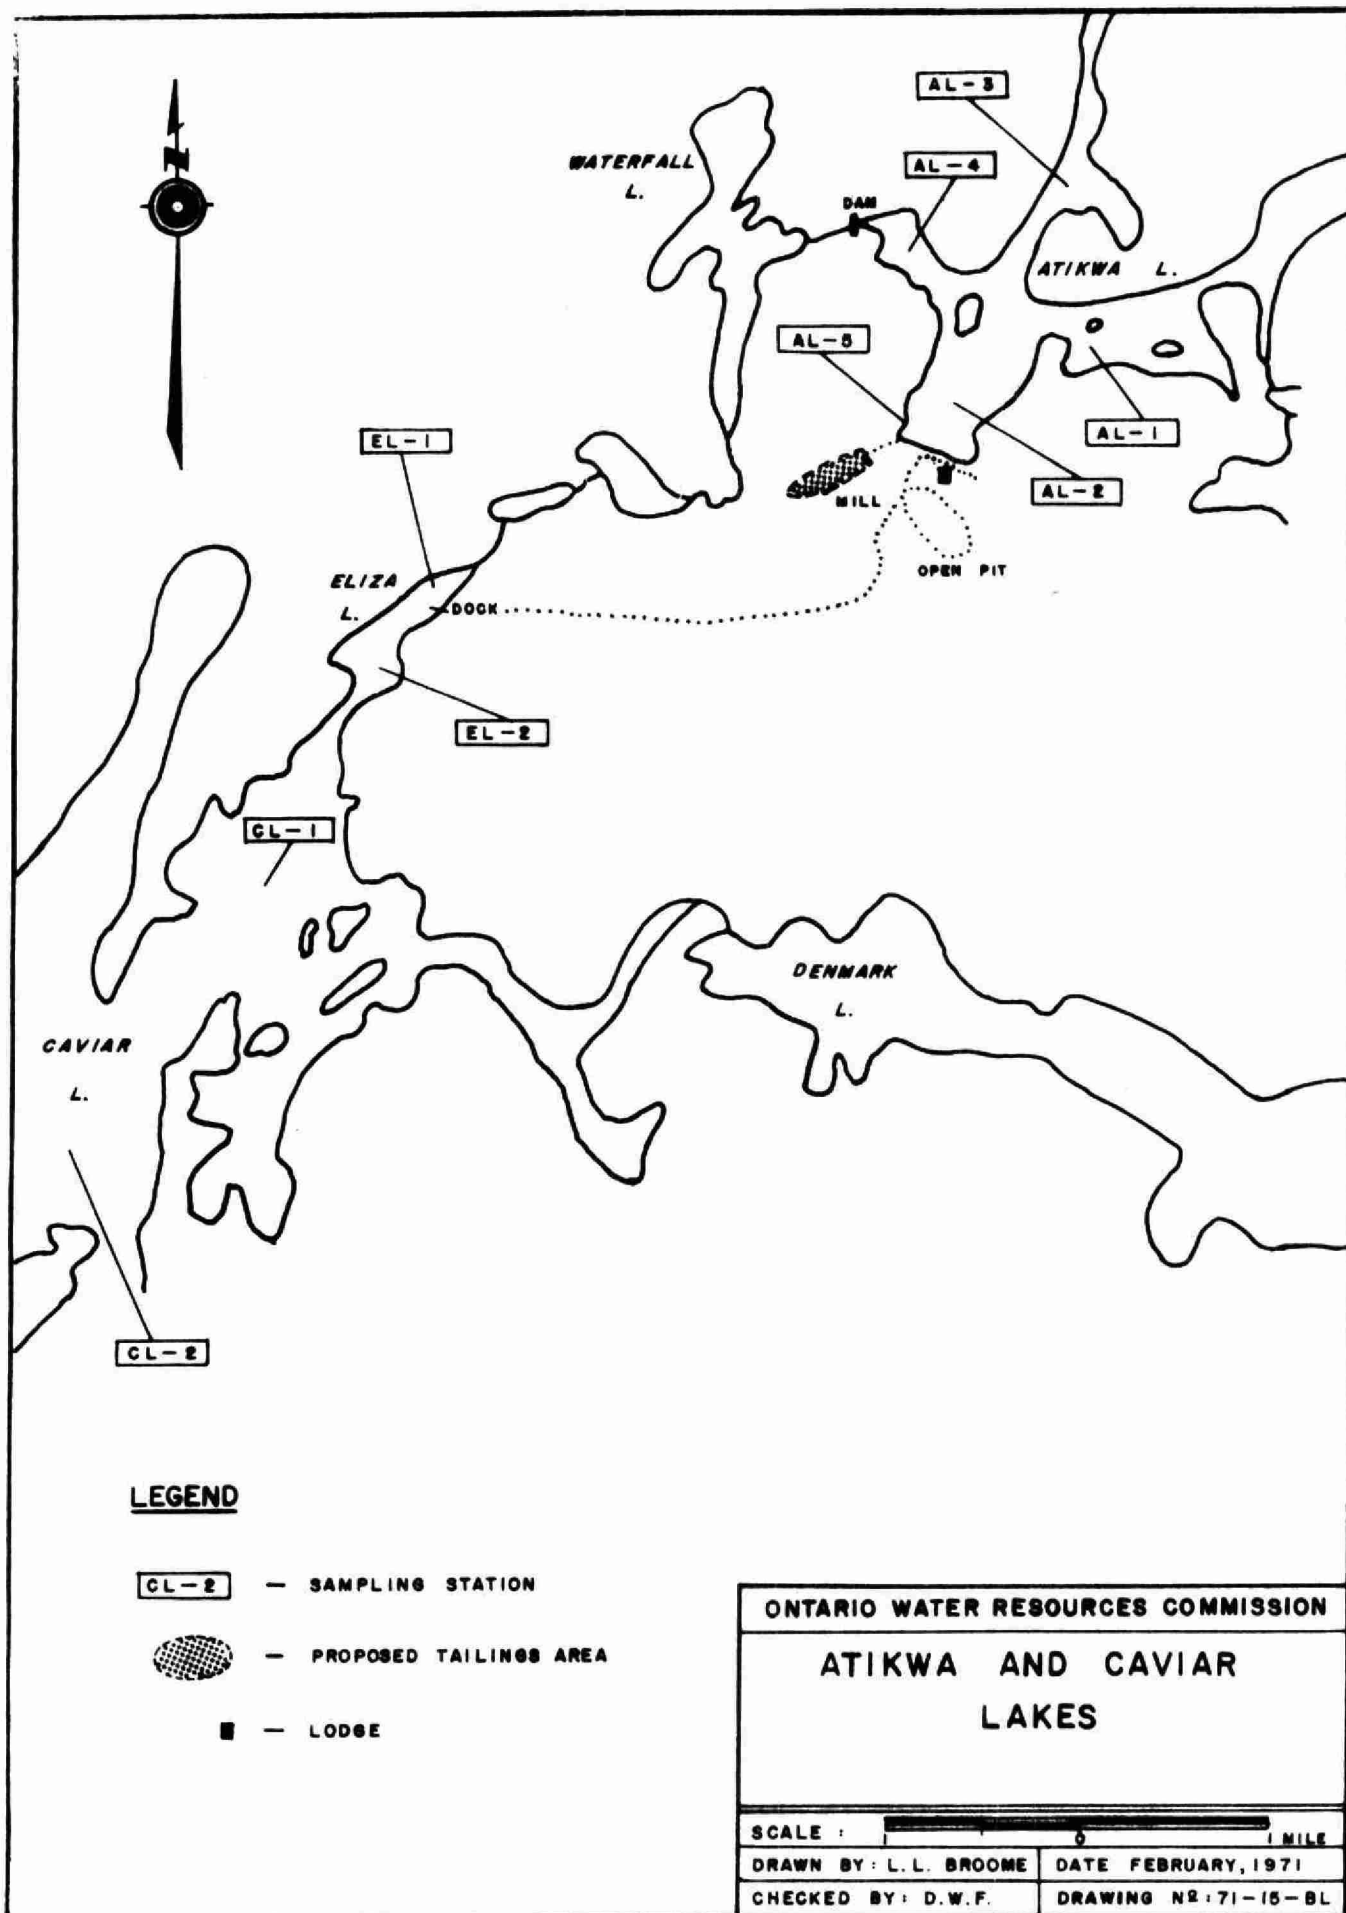 N
AL-3
WATERFALL
L.
AL-4
DAM
ATIKWA L.
AL-5
EL-1
AL-1
AL-2
MILL
OPEN PIT
ELIZA
L.
DOCK
EL-2
CL-1
DENMARK
L.
CAVIAR
L.
CL-2
LEGEND
CL-2 — SAMPLING STATION
— PROPOSED TAILINGS AREA
— LODGE
ONTARIO WATER RESOURCES COMMISSION
ATIKWA AND CAVIAR
LAKES
SCALE : 1 0 1 MILE
DRAWN BY: L. L. BROOME
DATE FEBRUARY, 1971
CHECKED BY: D.W.F.
DRAWING Nº: 71-15-BL